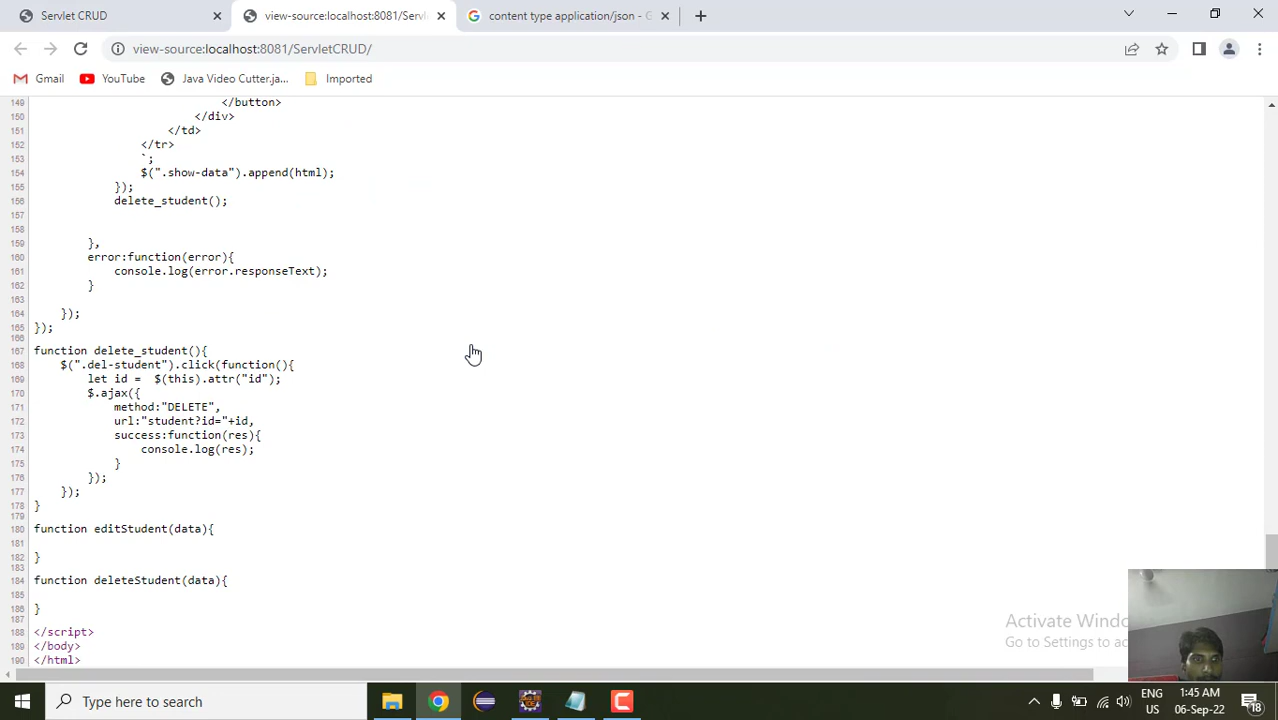 Servlet CRUD
view-source:localhost:8081/Servl
content type application/json - G
view-source:localhost:8081/ServletCRUD/
Gmail
YouTube
Java Video Cutter.ja...
Imported
149 </button>
150 </div>
151 </td>
152 </tr>
153 `;
154 $(".show-data").append(html);
155 });
156 delete_student();
157
158
159 },
160 error:function(error){
161 console.log(error.responseText);
162 }
163
164 });
165 });
166
167 function delete_student(){
168 $(".del-student").click(function(){
169 let id =  $(this).attr("id");
170 $.ajax({
171 method:"DELETE",
172 url:"student?id="+id,
173 success:function(res){
174 console.log(res);
175 }
176 });
177 });
178 }
179
180 function editStudent(data){
181
182 }
183
184 function deleteStudent(data){
185
186 }
187
188 </script>
189 </body>
190 </html>
Activate Windo
Go to Settings to ac
Type here to search
ENG
US
1:45 AM
06-Sep-22
18